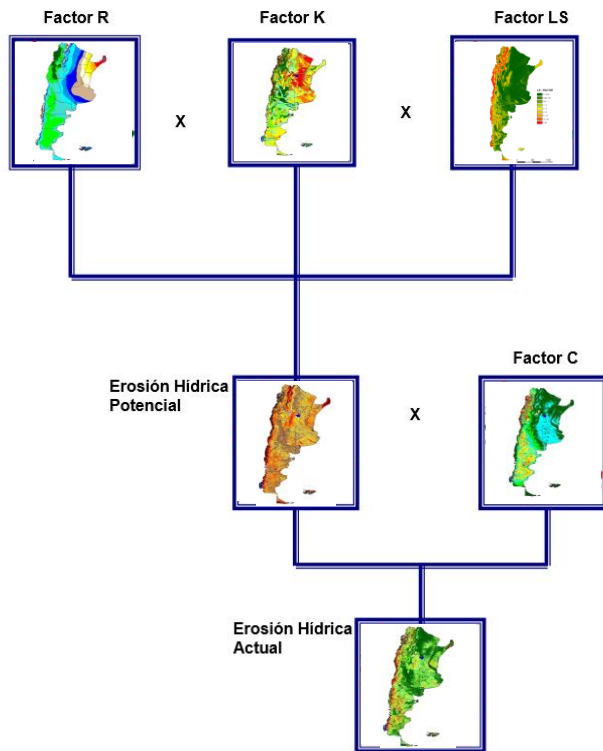 Factor R
Factor K
Factor LS
X
X
Erosión Hídrica
Potencial
X
Factor C
Erosión Hídrica
Actual